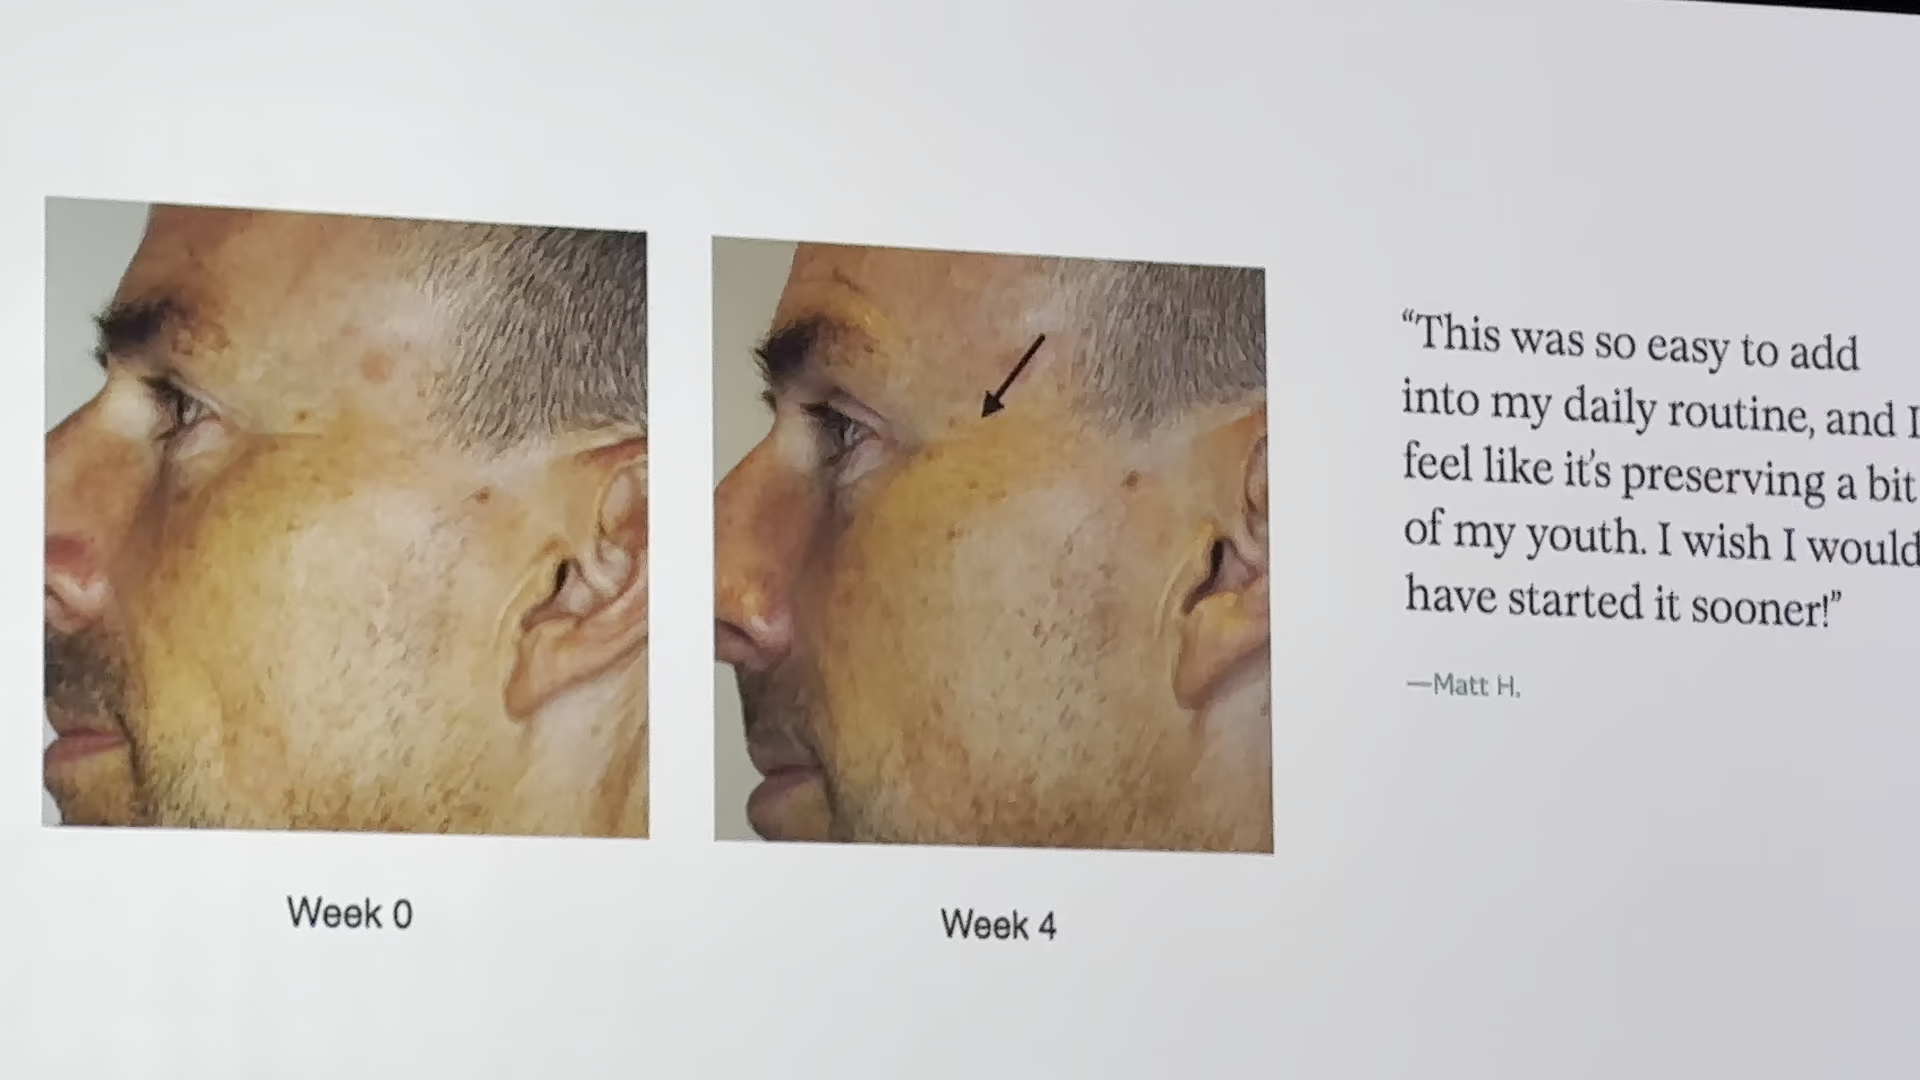 “This was so easy to add
into my daily routine, and I
feel like it's preserving a bit
of my youth. I wish I would
have started it sooner!”
—Matt H.
Week 0
Week 4